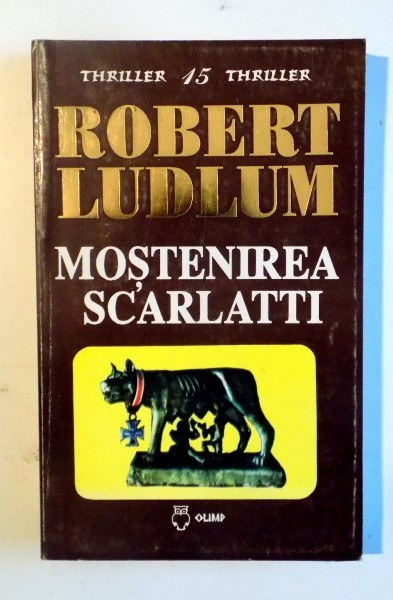 THRILLER 15 THRILLER
ROBERT
LUDLUM
MOȘTENIREA
SCARLATTI
OLIMP